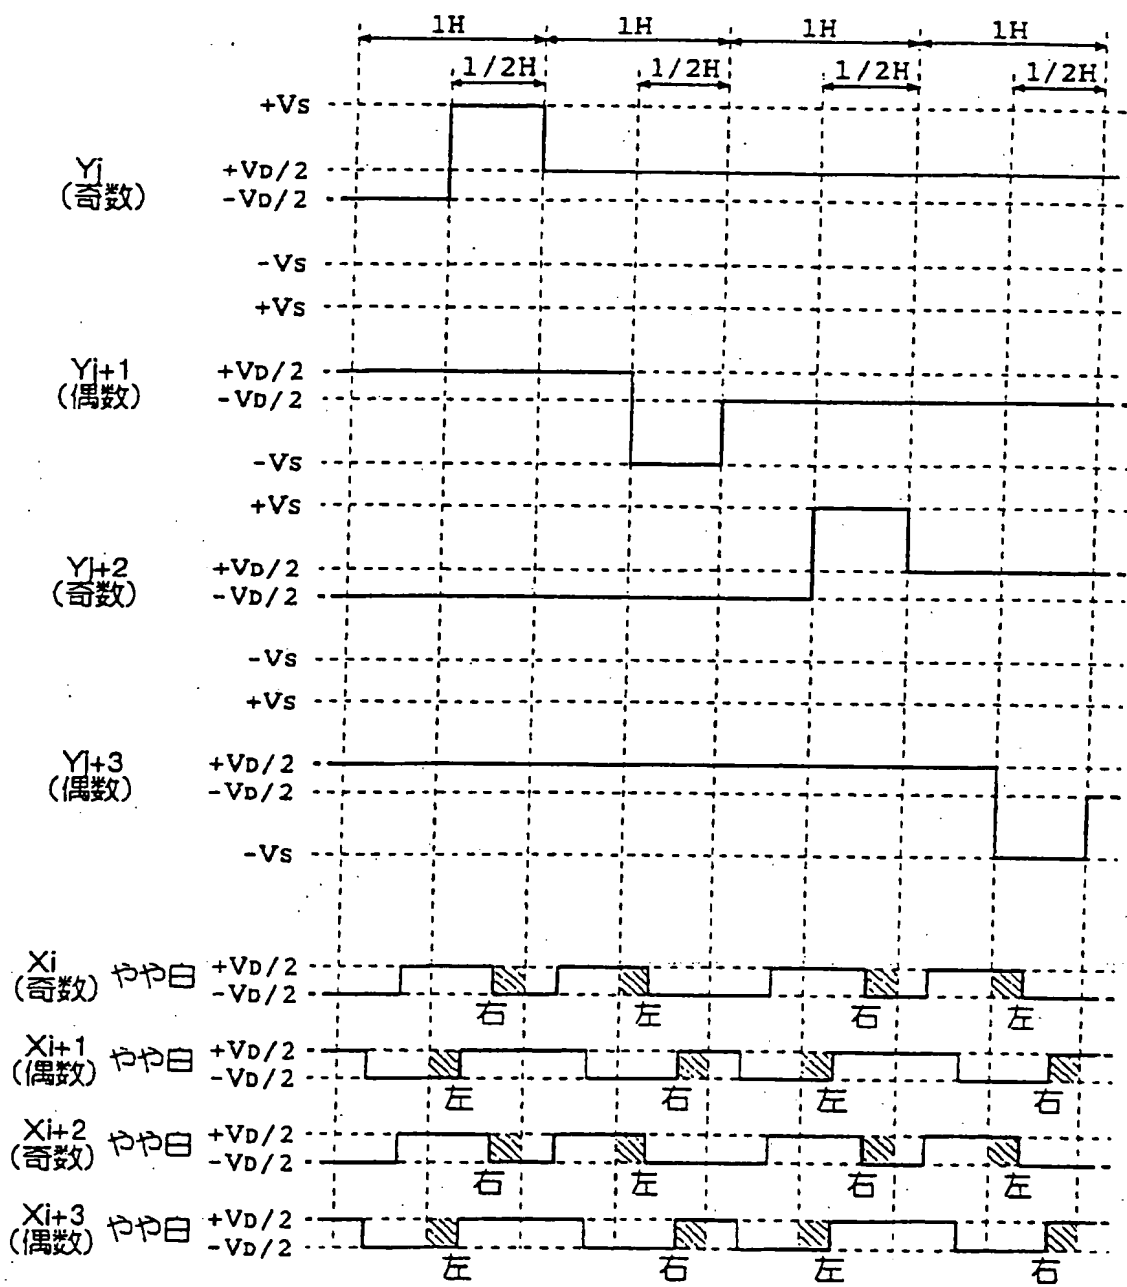 1H 1H 1H 1H
1/2H 1/2H 1/2H 1/2H
+VS
Yj
(奇数)
+VD/2
-VD/2
-VS
+VS
Yj+1
(偶数)
+VD/2
-VD/2
-VS
+VS
Yj+2
(奇数)
+VD/2
-VD/2
-VS
+VS
Yj+3
(偶数)
+VD/2
-VD/2
-VS
Xi
(奇数)
やや白
+VD/2
-VD/2
右 左 右 左
Xi+1
(偶数)
やや白
+VD/2
-VD/2
左 右 左 右
Xi+2
(奇数)
やや白
+VD/2
-VD/2
右 左 右 左
Xi+3
(偶数)
やや白
+VD/2
-VD/2
左 右 左 右